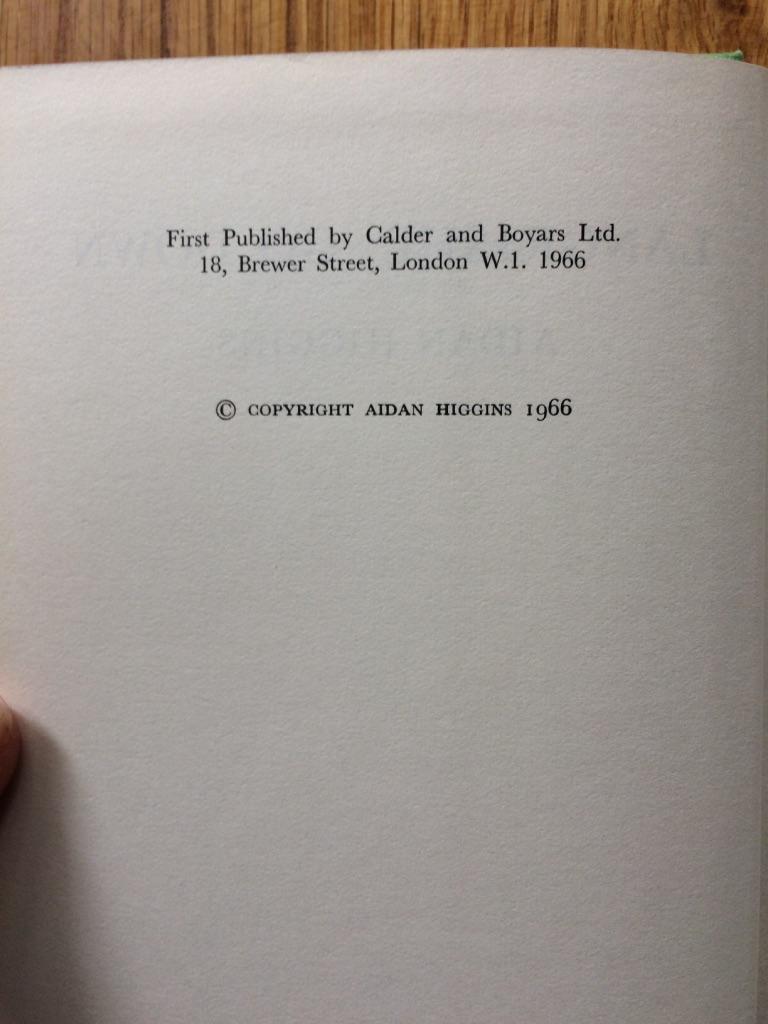 First Published by Calder and Boyars Ltd.
18, Brewer Street, London W.1. 1966
© COPYRIGHT AIDAN HIGGINS 1966